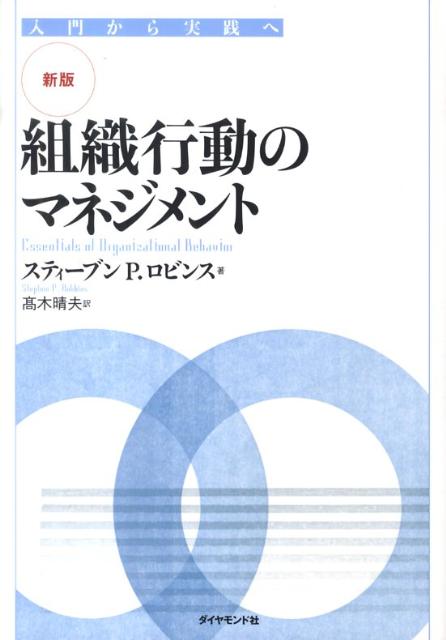 入門から実践へ
新版
組織行動の
マネジメント
Essentials of Organizational Behavior
スティーブン P. ロビンス 著
Stephen P. Robbins
髙木晴夫 訳
ダイヤモンド社